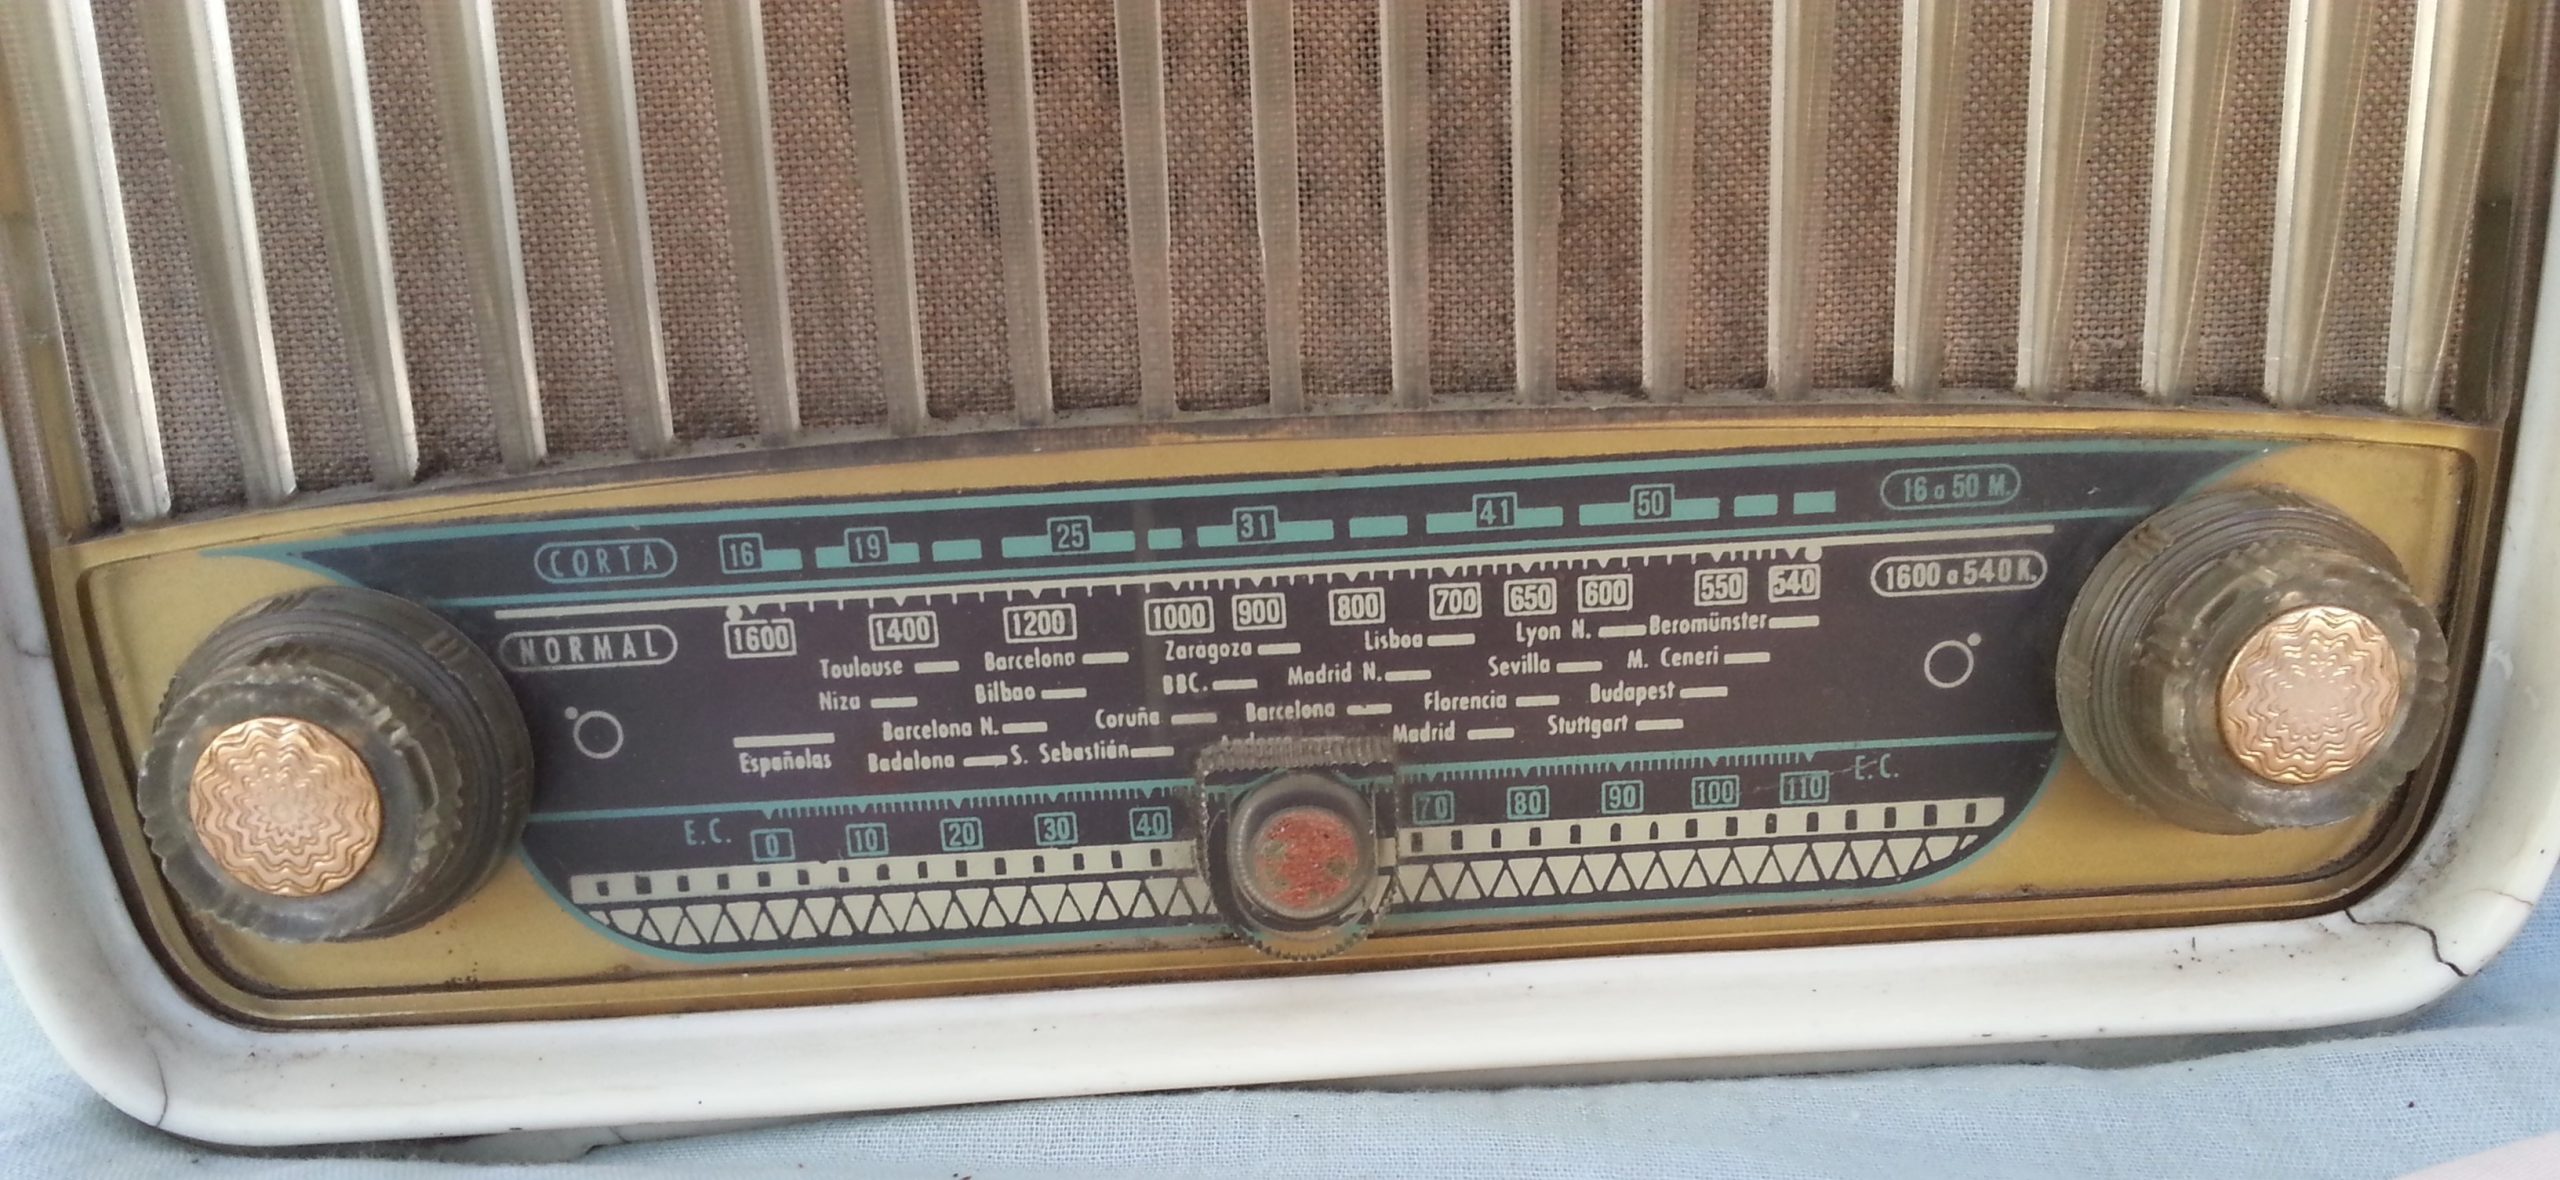 CORTA 16 19 25 31 41 50 16 a 50 M.
NORMAL 1600 1400 1200 1000 900 800 700 650 600 550 540 1600 a 540 K.
Toulouse Barcelona Zaragoza Lisboa Lyon N. Beromünster
Niza Bilbao BBC. Madrid N. Sevilla M. Ceneri
Barcelona N. Coruña Barcelona Florencia Budapest
Españolas Badalona S. Sebastián Madrid Stuttgart
E.C. 0 10 20 30 40 70 80 90 100 110 E.C.